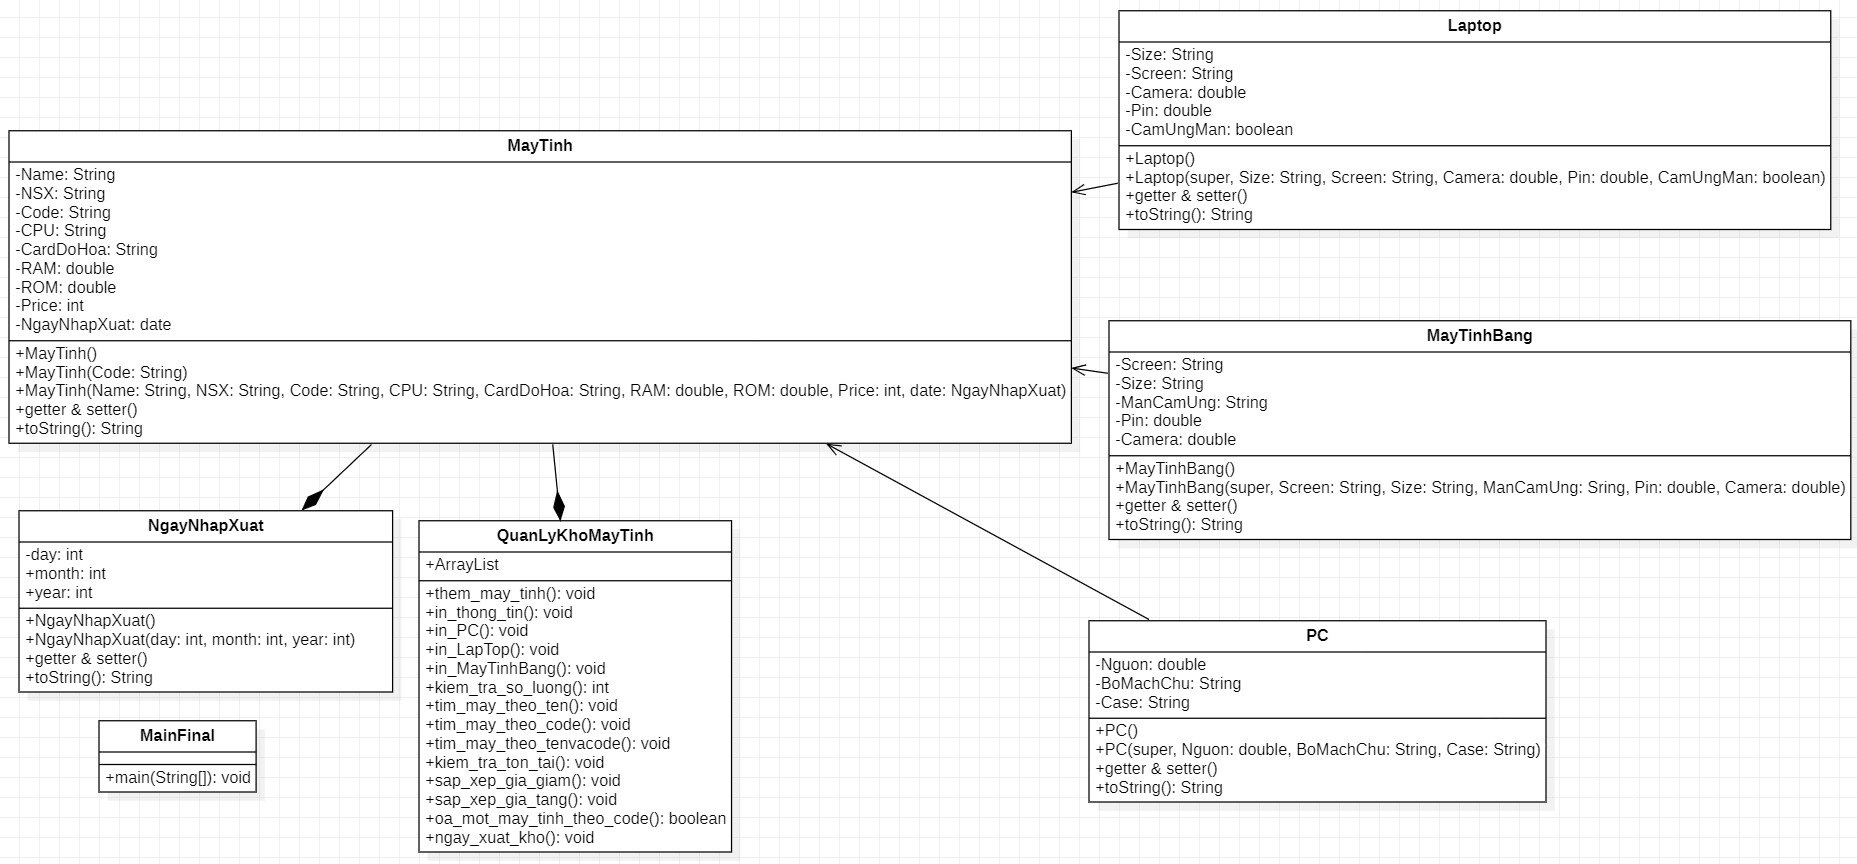 MayTinh
-Name: String
-NSX: String
-Code: String
-CPU: String
-CardDoHoa: String
-RAM: double
-ROM: double
-Price: int
-NgayNhapXuat: date
+MayTinh()
+MayTinh(Code: String)
+MayTinh(Name: String, NSX: String, Code: String, CPU: String, CardDoHoa: String, RAM: double, ROM: double, Price: int, date: NgayNhapXuat)
+getter & setter()
+toString(): String
Laptop
-Size: String
-Screen: String
-Camera: double
-Pin: double
-CamUngMan: boolean
+Laptop()
+Laptop(super, Size: String, Screen: String, Camera: double, Pin: double, CamUngMan: boolean)
+getter & setter()
+toString(): String
MayTinhBang
-Screen: String
-Size: String
-ManCamUng: String
-Pin: double
-Camera: double
+MayTinhBang()
+MayTinhBang(super, Screen: String, Size: String, ManCamUng: Sring, Pin: double, Camera: double)
+getter & setter()
+toString(): String
NgayNhapXuat
-day: int
+month: int
+year: int
+NgayNhapXuat()
+NgayNhapXuat(day: int, month: int, year: int)
+getter & setter()
+toString(): String
QuanLyKhoMayTinh
+ArrayList
+them_may_tinh(): void
+in_thong_tin(): void
+in_PC(): void
+in_LapTop(): void
+in_MayTinhBang(): void
+kiem_tra_so_luong(): int
+tim_may_theo_ten(): void
+tim_may_theo_code(): void
+tim_may_theo_tenvacode(): void
+kiem_tra_ton_tai(): void
+sap_xep_gia_giam(): void
+sap_xep_gia_tang(): void
+oa_mot_may_tinh_theo_code(): boolean
+ngay_xuat_kho(): void
PC
-Nguon: double
-BoMachChu: String
-Case: String
+PC()
+PC(super, Nguon: double, BoMachChu: String, Case: String)
+getter & setter()
+toString(): String
MainFinal
+main(String[]): void